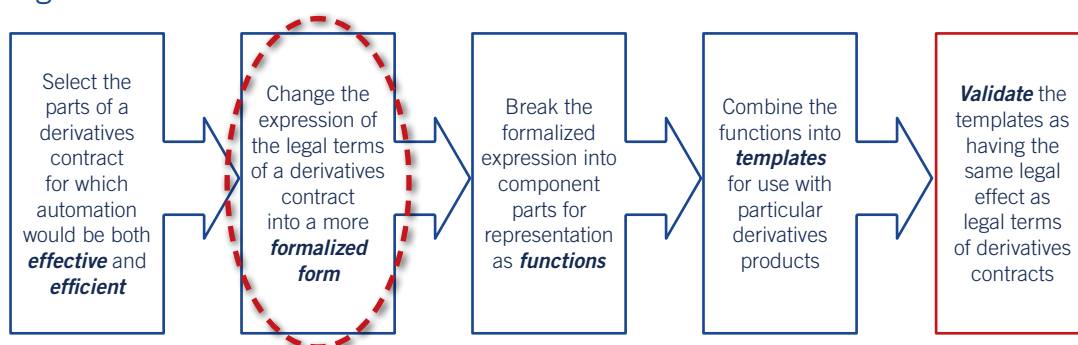 Select the
parts of a
derivatives
contract
for which
automation
would be both
effective and
efficient
Change the
expression of
the legal terms
of a derivatives
contract
into a more
formalized
form
Break the
formalized
expression into
component
parts for
representation
as functions
Combine the
functions into
templates
for use with
particular
derivatives
products
Validate the
templates as
having the
same legal
effect as
legal terms
of derivatives
contracts